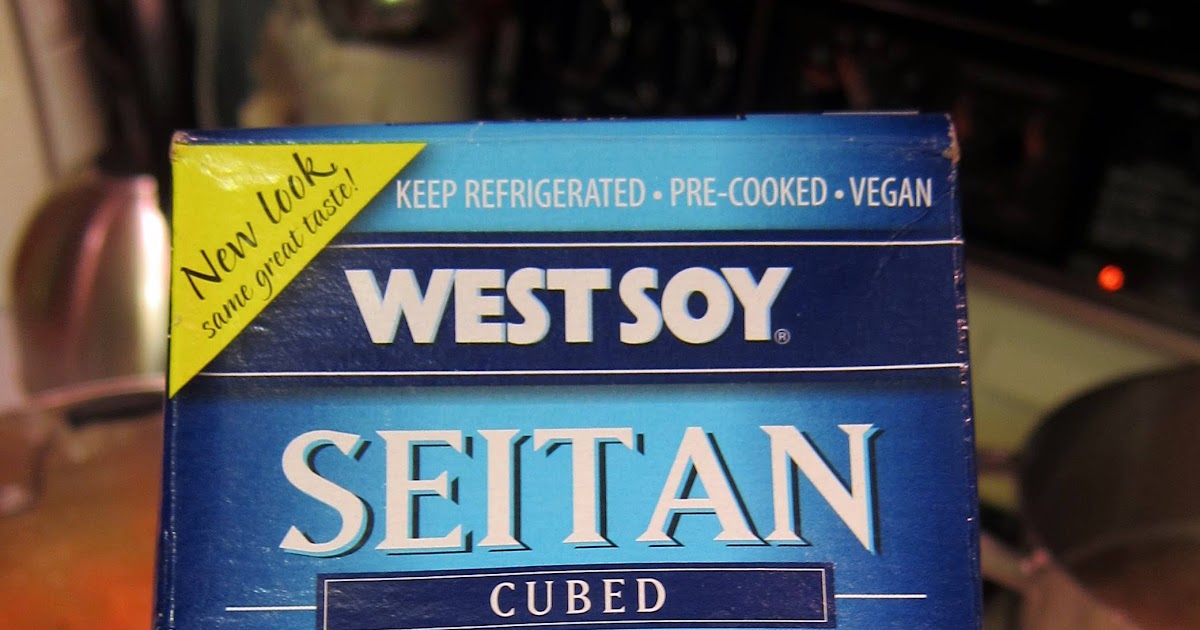 New look,
same great taste!
KEEP REFRIGERATED • PRE-COOKED • VEGAN
WESTSOY®
SEITAN
CUBED